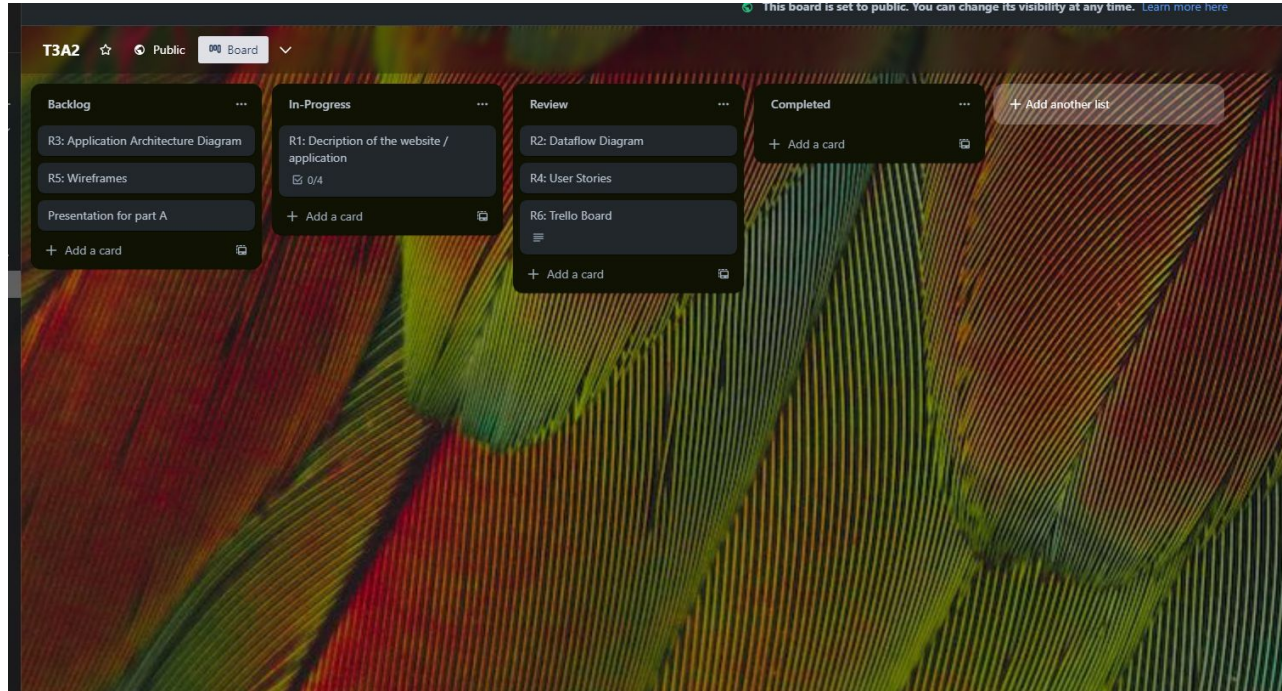 This board is set to public. You can change its visibility at any time. Learn more here
T3A2
Public
Board
Backlog
R3: Application Architecture Diagram
R5: Wireframes
Presentation for part A
+ Add a card
In-Progress
R1: Decription of the website /
application
0/4
+ Add a card
Review
R2: Dataflow Diagram
R4: User Stories
R6: Trello Board
+ Add a card
Completed
+ Add a card
+ Add another list